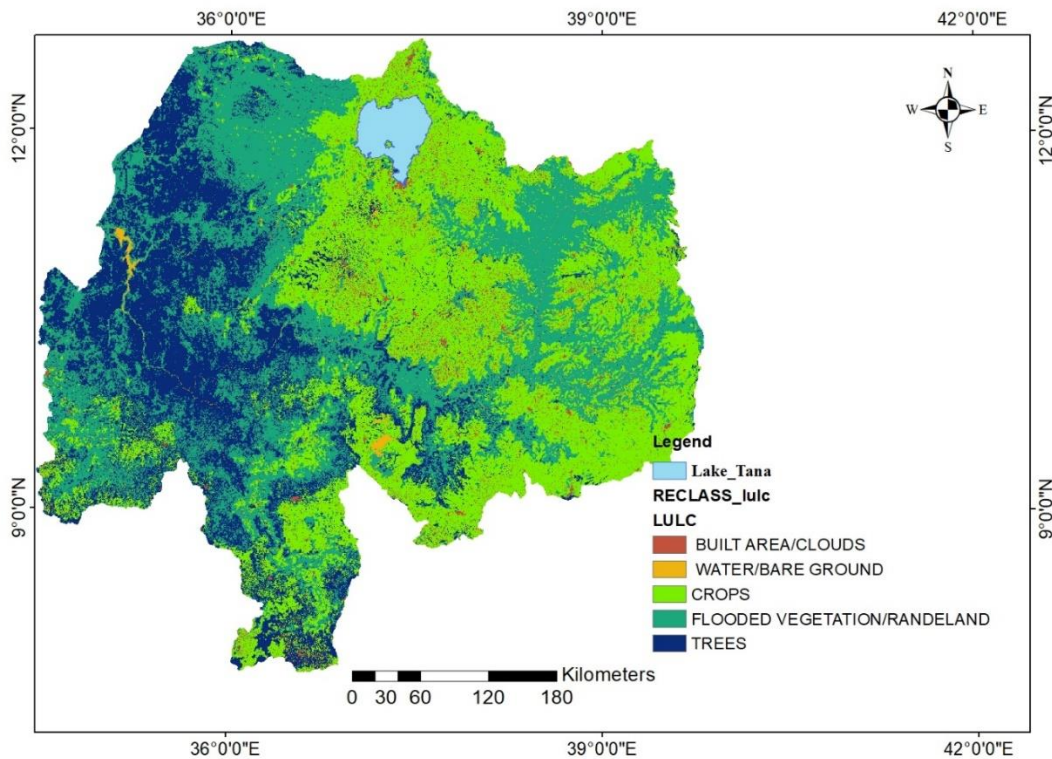 36°0'0"E 39°0'0"E 42°0'0"E
N
W E
S
12°0'0"N 12°0'0"N
9°0'0"N 9°0'0"N
Legend
Lake_Tana
RECLASS_lulc
LULC
BUILT AREA/CLOUDS
WATER/BARE GROUND
CROPS
FLOODED VEGETATION/RANDELAND
TREES
Kilometers
0 30 60 120 180
36°0'0"E 39°0'0"E 42°0'0"E